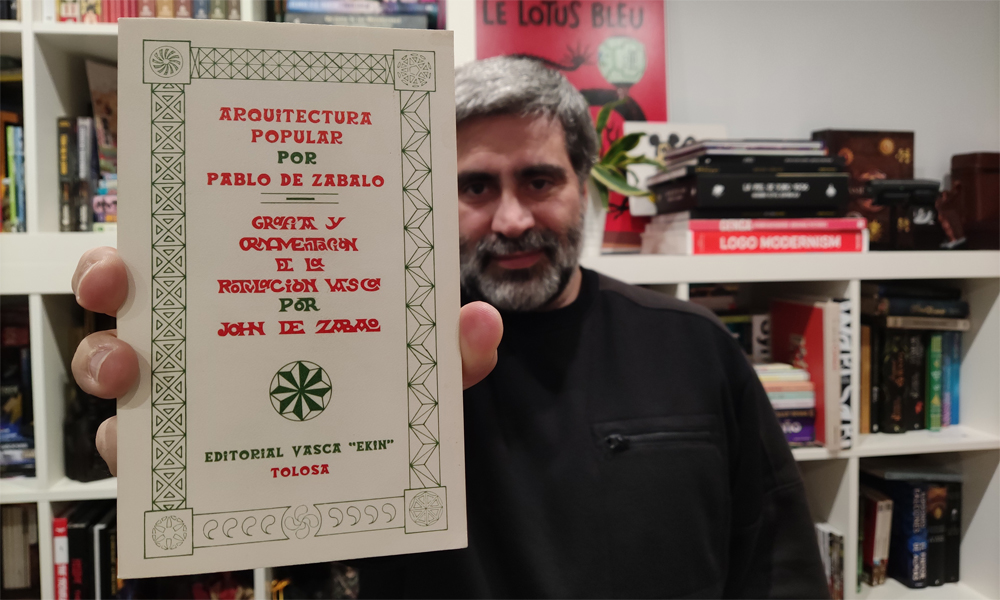 ARQUITECTURA
POPULAR
POR
PABLO DE ZABALO
GRAFIA Y
ORNAMENTACION
DE LA
ROTULACION VASCA
POR
JOHN DE ZABALO
EDITORIAL VASCA "EKIN"
TOLOSA
LE LOTUS BLEU
LOGO MODERNISM